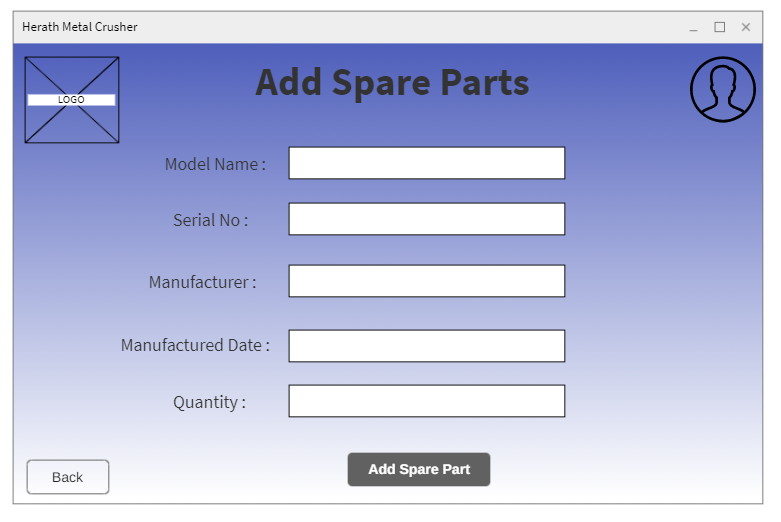 Herath Metal Crusher
LOGO
Add Spare Parts
Model Name :
Serial No :
Manufacturer :
Manufactured Date :
Quantity :
Add Spare Part
Back